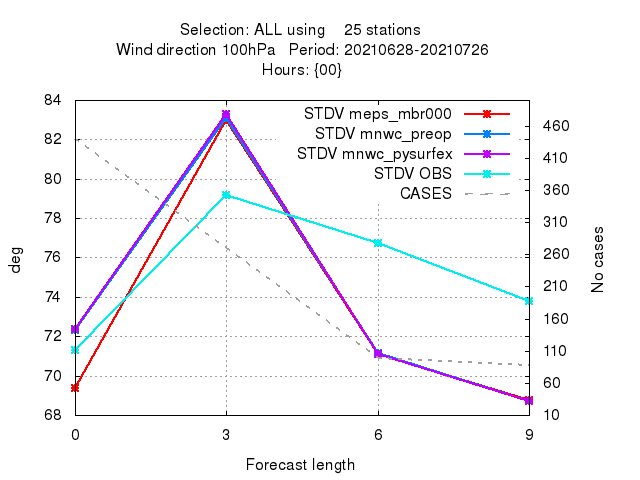 Selection: ALL using    25 stations
Wind direction 100hPa   Period: 20210628-20210726
Hours: {00}
84
82
80
78
76
74
72
70
68
deg
STDV meps_mbr000
STDV mnwc_preop
STDV mnwc_pysurfex
STDV OBS
CASES
460
410
360
310
260
210
160
110
60
10
No cases
0
3
6
9
Forecast length